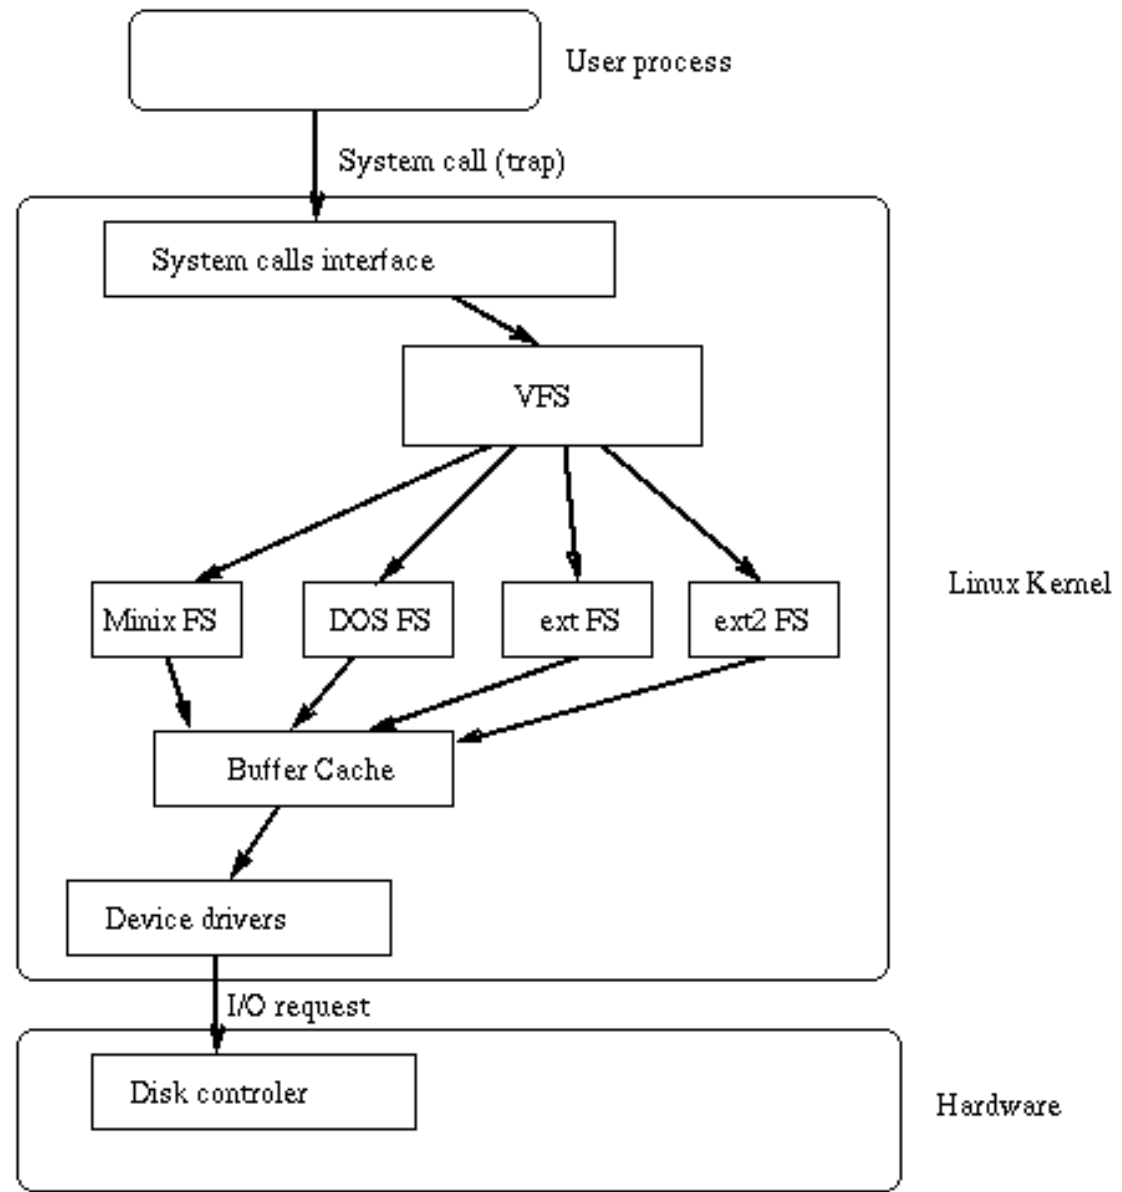 User process
System call (trap)
System calls interface
VFS
Linux Kernel
Minix FS
DOS FS
ext FS
ext2 FS
Buffer Cache
Device drivers
I/O request
Disk controler
Hardware